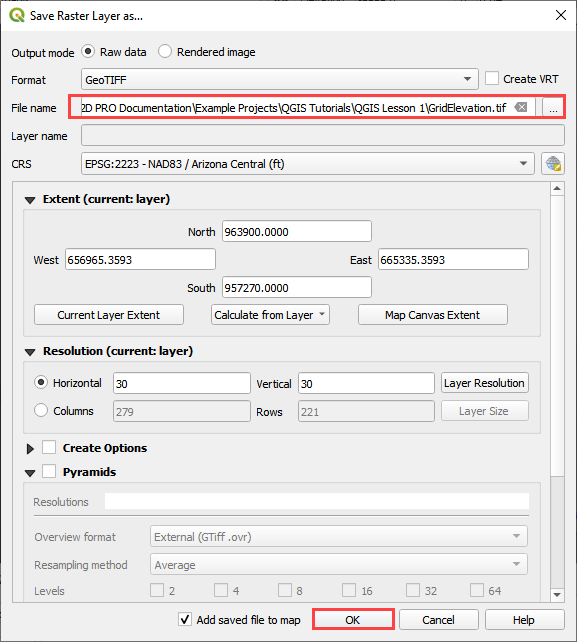 Save Raster Layer as...
Output mode Raw data Rendered image
Format GeoTIFF Create VRT
File name 2D PRO Documentation\Example Projects\QGIS Tutorials\QGIS Lesson 1\GridElevation.tif ...
Layer name
CRS EPSG:2223 - NAD83 / Arizona Central (ft)
Extent (current: layer)
North 963900.0000
West 656965.3593 East 665335.3593
South 957270.0000
Current Layer Extent Calculate from Layer Map Canvas Extent
Resolution (current: layer)
Horizontal 30 Vertical 30 Layer Resolution
Columns 279 Rows 221 Layer Size
Create Options
Pyramids
Resolutions
Overview format External (GTiff .ovr)
Resampling method Average
Levels 2 4 8 16 32 64
Add saved file to map OK Cancel Help